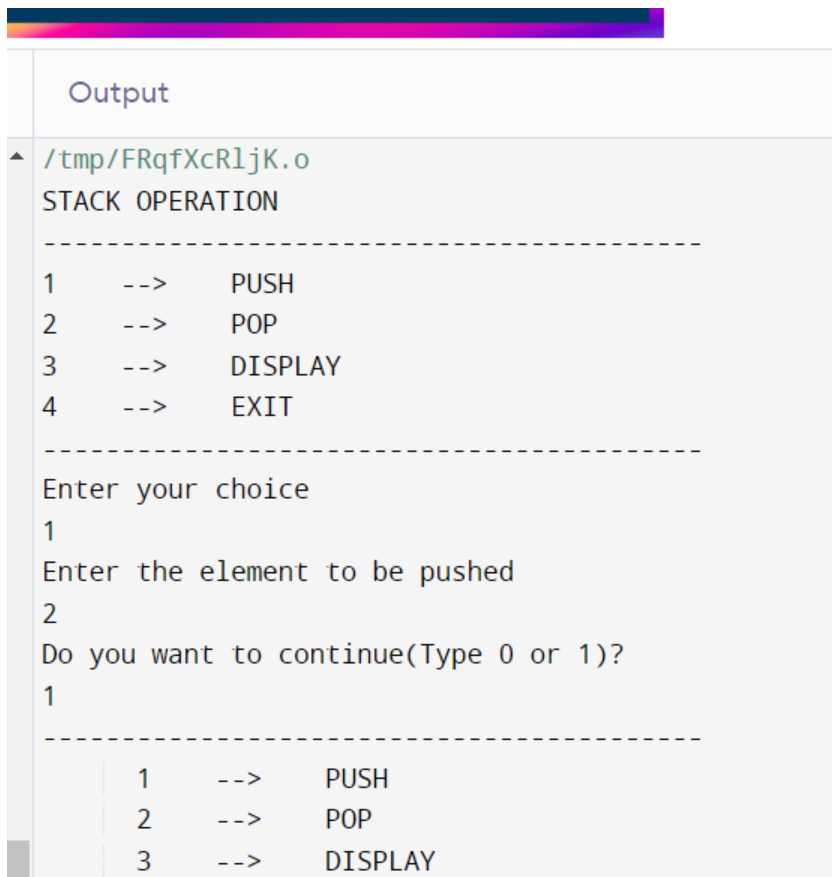 Output
/tmp/FRqfXcRljK.o
STACK OPERATION
------------------------------------------
1    -->    PUSH
2    -->    POP
3    -->    DISPLAY
4    -->    EXIT
------------------------------------------
Enter your choice
1
Enter the element to be pushed
2
Do you want to continue(Type 0 or 1)?
1
------------------------------------------
      1    -->    PUSH
      2    -->    POP
      3    -->    DISPLAY